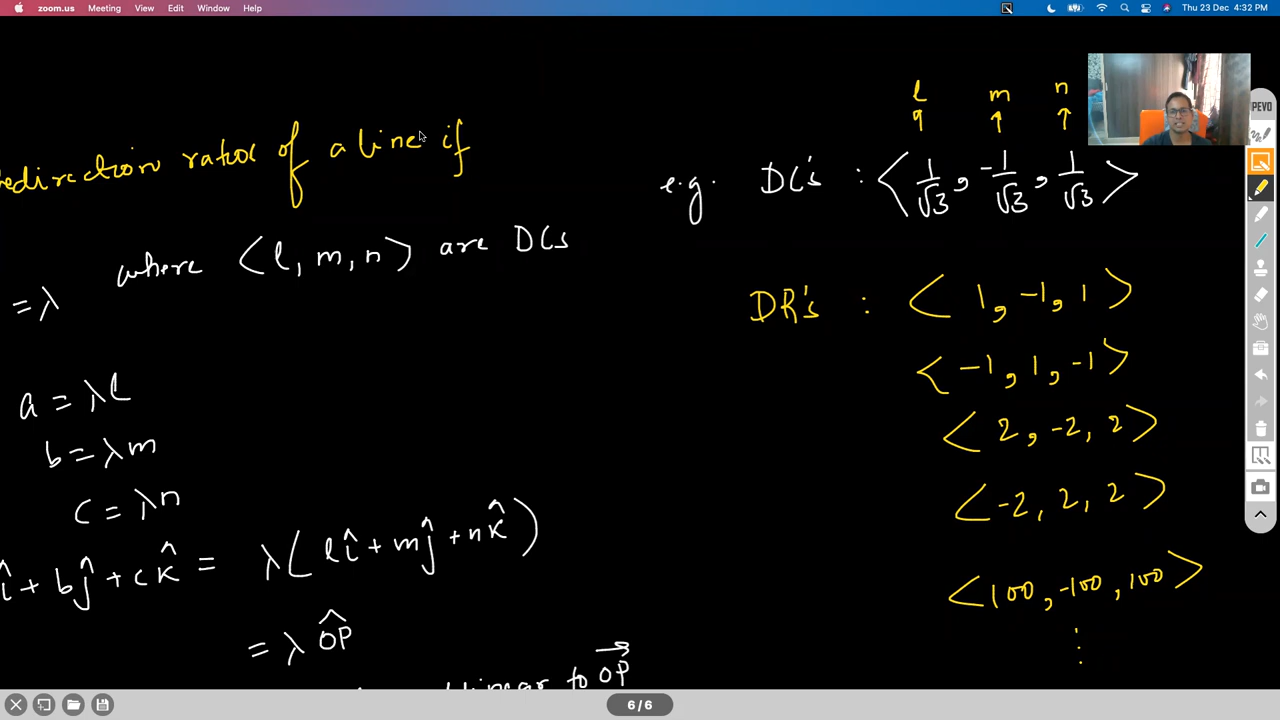 zoom.us Meeting View Edit Window Help Thu 23 Dec 4:32 PM
direction ratios of a line if
where <l, m, n> are DCs
= λ
a = λl
b = λm
c = λn
î + bĵ + ck̂ = λ(lî + mĵ + nk̂)
= λ OP̂
to OP⃗
l m n
↑ ↑ ↑
e.g. DC's : <1/√3, -1/√3, 1/√3>
DR's : <1, -1, 1>
<-1, 1, -1>
<2, -2, 2>
<-2, 2, 2>
<100, -100, 100>
⋮
EPVO
6 / 6